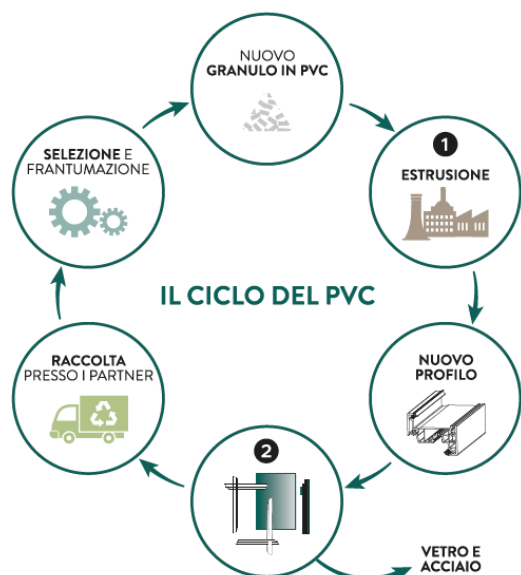 NUOVO
GRANULO IN PVC
1
ESTRUSIONE
SELEZIONE E
FRANTUMAZIONE
IL CICLO DEL PVC
RACCOLTA
PRESSO I PARTNER
NUOVO
PROFILO
2
VETRO E
ACCIAIO